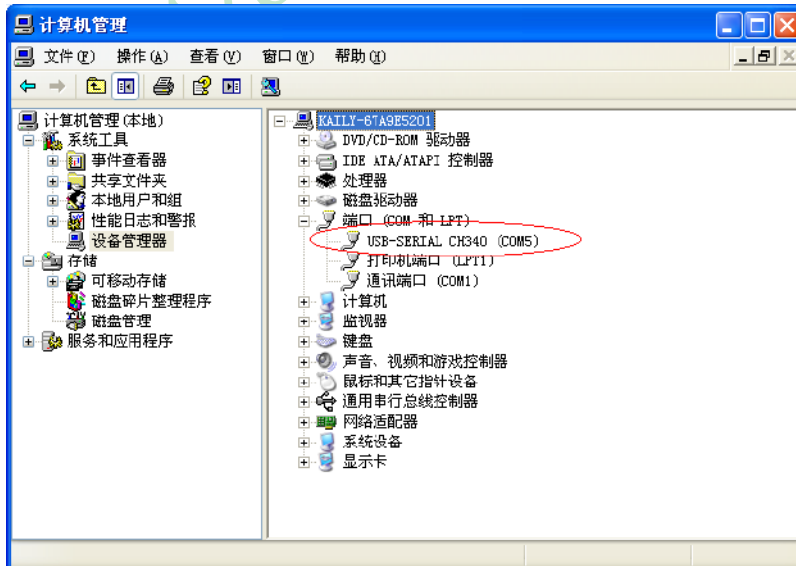 计算机管理
文件(F) 操作(A) 查看(V) 窗口(W) 帮助(H)
计算机管理(本地)
系统工具
事件查看器
共享文件夹
本地用户和组
性能日志和警报
设备管理器
存储
可移动存储
磁盘碎片整理程序
磁盘管理
服务和应用程序
KAILY-67A9E5201
DVD/CD-ROM 驱动器
IDE ATA/ATAPI 控制器
处理器
磁盘驱动器
端口 (COM 和 LPT)
USB-SERIAL CH340 (COM5)
打印机端口 (LPT1)
通讯端口 (COM1)
计算机
监视器
键盘
声音、视频和游戏控制器
鼠标和其它指针设备
通用串行总线控制器
网络适配器
系统设备
显示卡